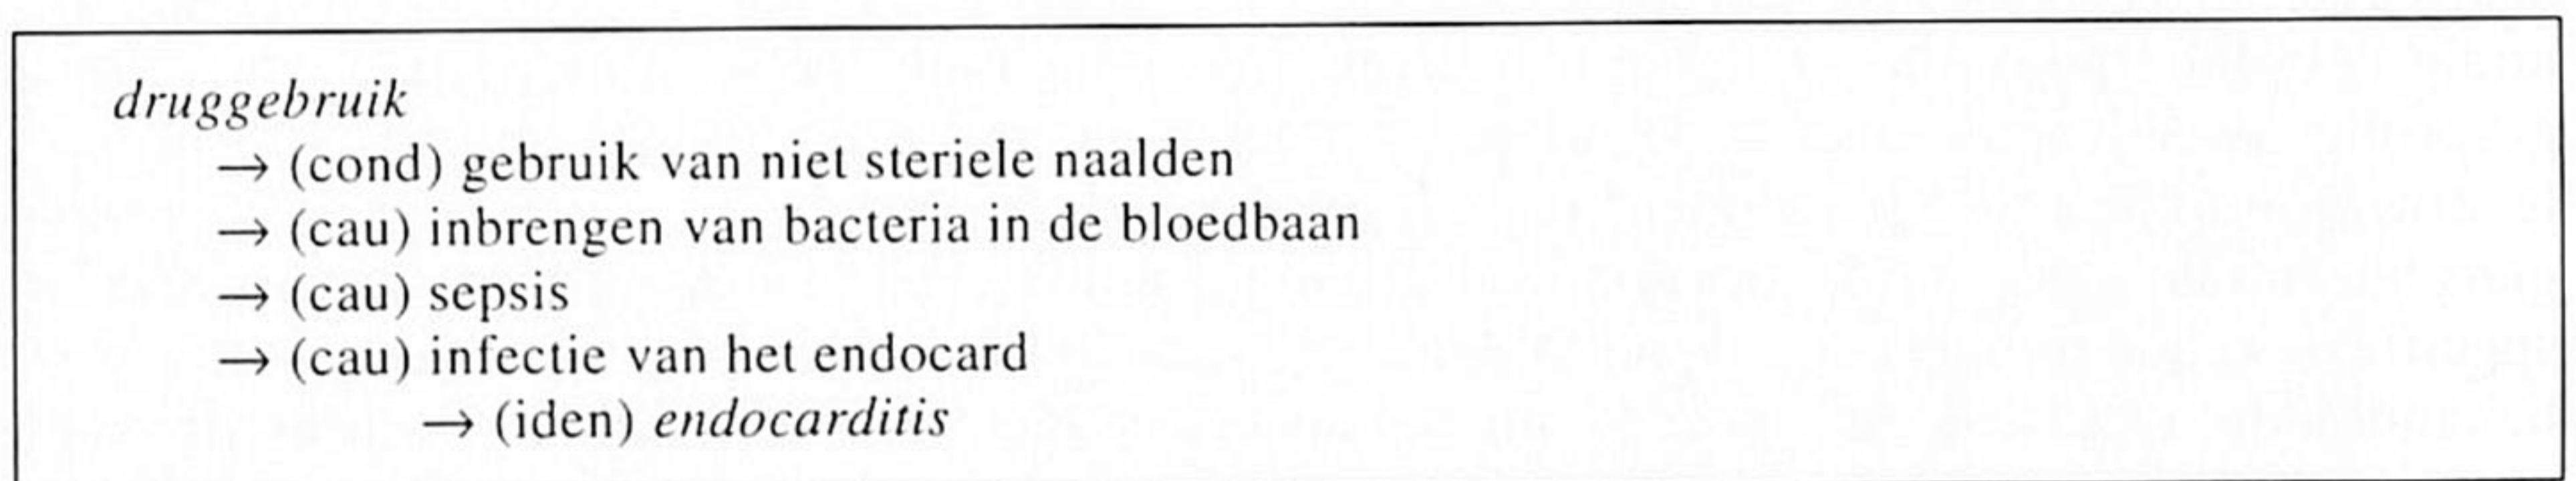 druggebruik
→ (cond) gebruik van niet steriele naalden
→ (cau) inbrengen van bacteria in de bloedbaan
→ (cau) sepsis
→ (cau) infectie van het endocard
→ (iden) endocarditis